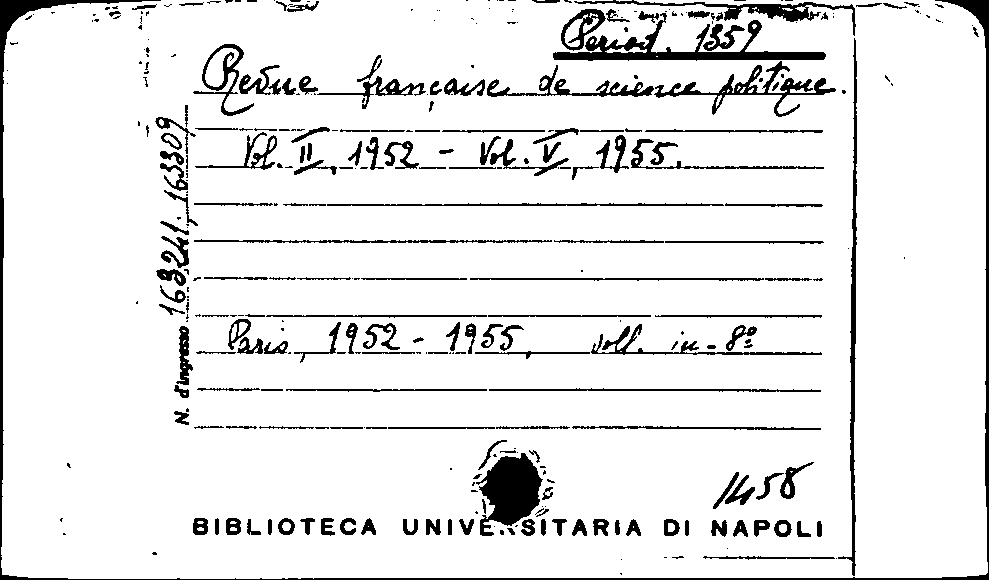 Period. 1359
Revue française de science politique.
Vol. II, 1952 - Vol. V, 1955.
N. d'ingresso 163241; 163309
Paris, 1952 - 1955, voll. in-8º
1458
BIBLIOTECA UNIVERSITARIA DI NAPOLI